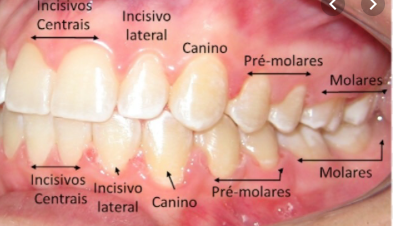 Incisivos
Centrais
Incisivo
lateral
Canino
Pré-molares
Molares
Incisivos
Centrais
Incisivo
lateral
Canino
Pré-molares
Molares